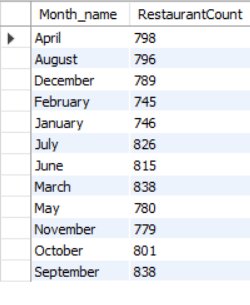 Month_name RestaurantCount
April 798
August 796
December 789
February 745
January 746
July 826
June 815
March 838
May 780
November 779
October 801
September 838